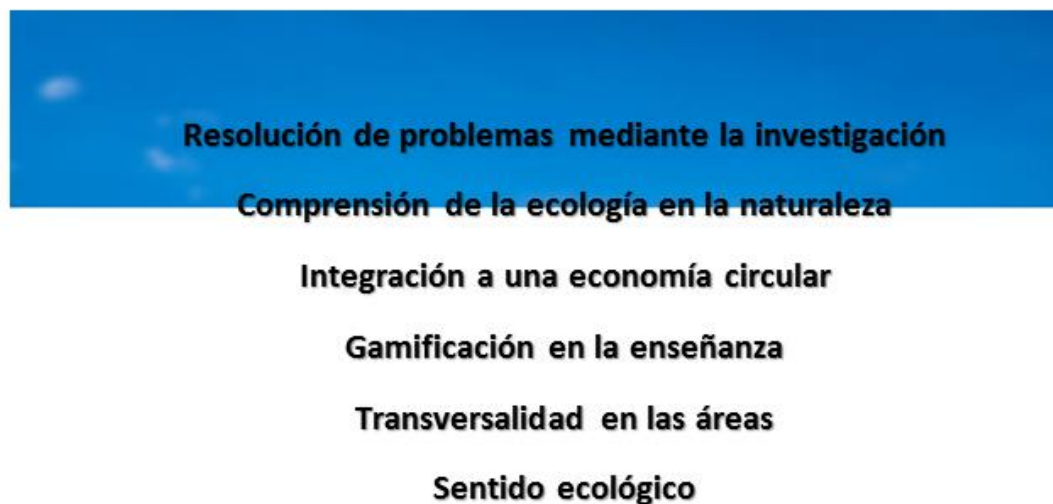 Resolución de problemas mediante la investigación
Comprensión de la ecología en la naturaleza
Integración a una economía circular
Gamificación en la enseñanza
Transversalidad en las áreas
Sentido ecológico